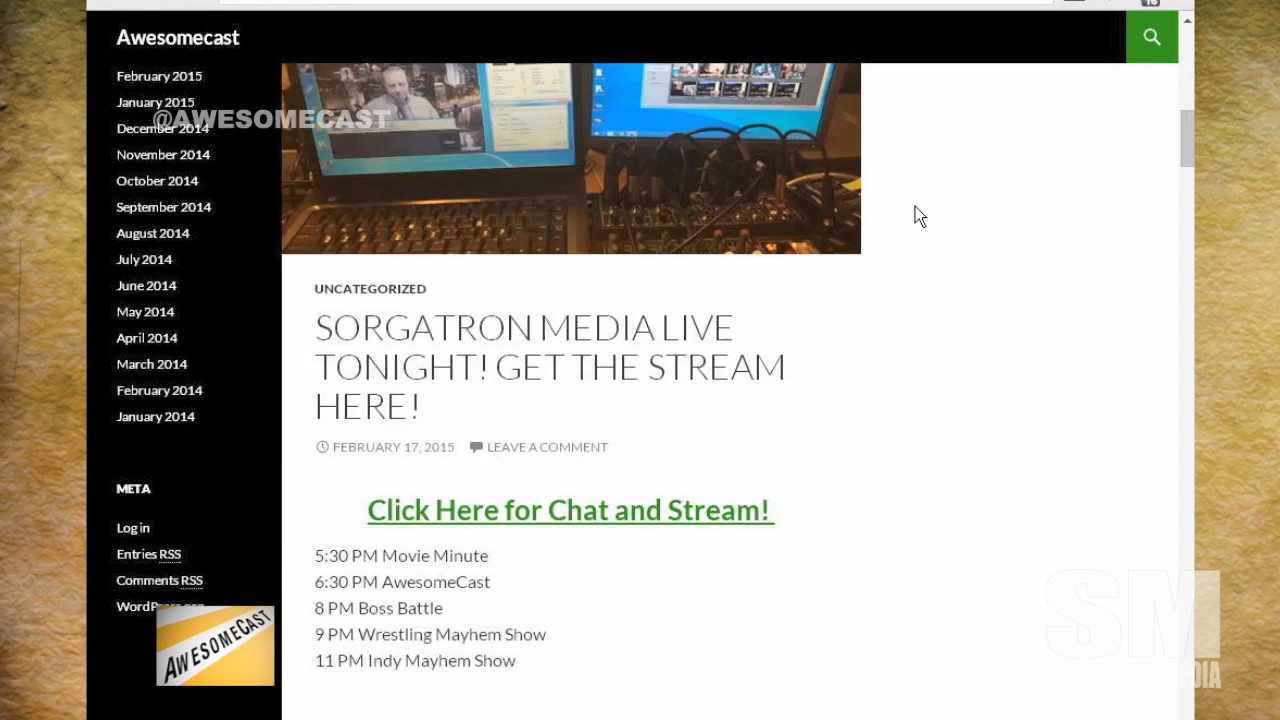 16
Awesomecast
February 2015
January 2015
@AWESOMECAST
December 2014
November 2014
October 2014
September 2014
August 2014
July 2014
June 2014
May 2014
April 2014
March 2014
February 2014
January 2014
META
Log in
Entries RSS
Comments RSS
AWESOMECAST
UNCATEGORIZED
SORGATRON MEDIA LIVE
TONIGHT! GET THE STREAM
HERE!
FEBRUARY 17, 2015 LEAVE A COMMENT
Click Here for Chat and Stream!
5:30 PM Movie Minute
6:30 PM AwesomeCast
8 PM Boss Battle
9 PM Wrestling Mayhem Show
11 PM Indy Mayhem Show
SM